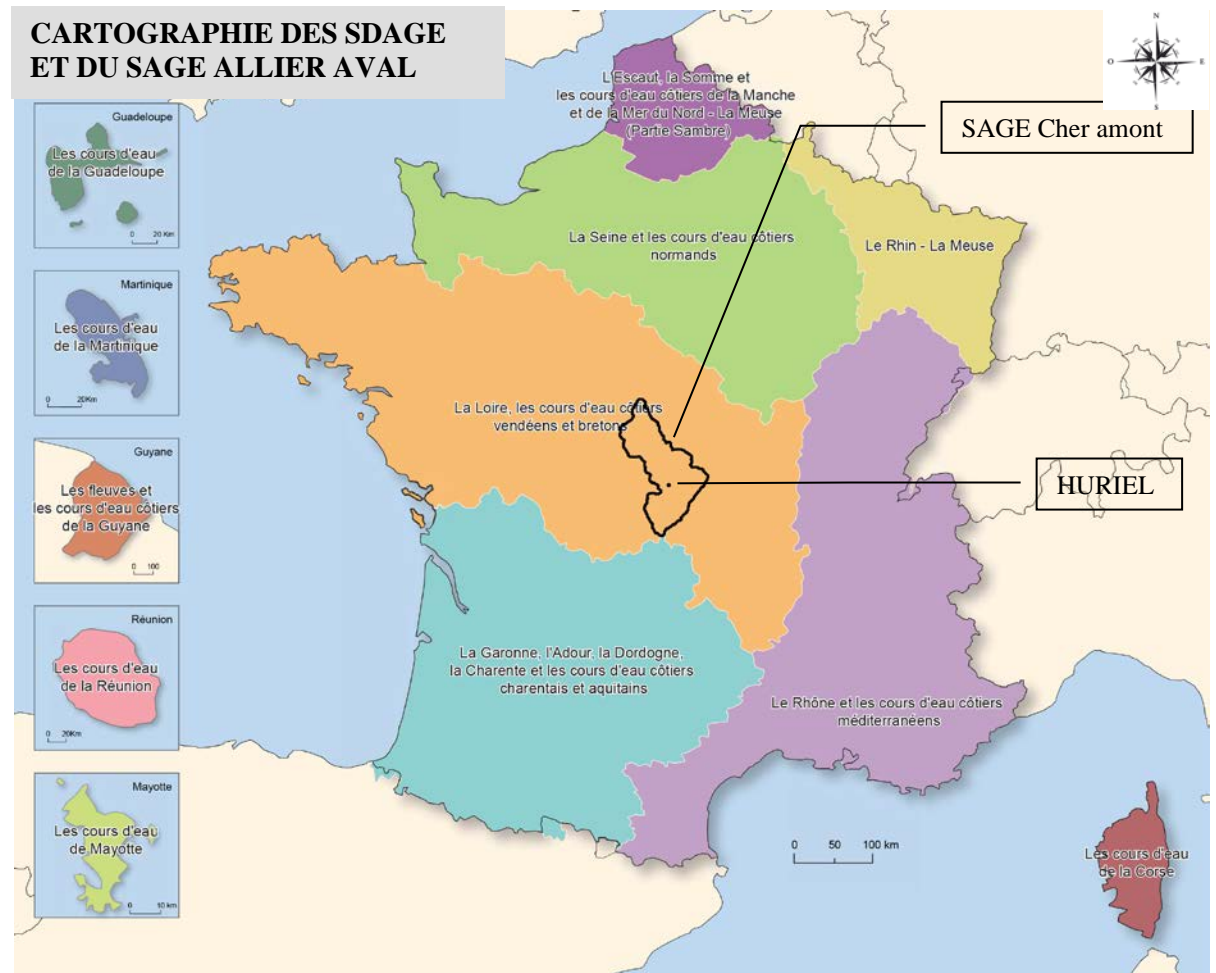 CARTOGRAPHIE DES SDAGE
ET DU SAGE ALLIER AVAL
N
O
E
S
L'Escaut, la Somme et
les cours d'eau côtiers de la Manche
et de la Mer du Nord - La Meuse
(Partie Sambre)
SAGE Cher amont
Guadeloupe
Les cours d'eau
de la Guadeloupe
0 20 Km
La Seine et les cours d'eau côtiers
normands
Le Rhin - La Meuse
Martinique
Les cours d'eau
de la Martinique
0 20Km
La Loire, les cours d'eau côtiers
vendéens et bretons
HURIEL
Guyane
Les fleuves et
les cours d'eau côtiers
de la Guyane
0 100
Réunion
Les cours d'eau
de la Réunion
0 20Km
La Garonne, l'Adour, la Dordogne,
la Charente et les cours d'eau côtiers
charentais et aquitains
Le Rhône et les cours d'eau côtiers
méditerranéens
Mayotte
Les cours d'eau
de Mayotte
0 10 km
0 50 100 km
Les cours d'eau
de la Corse